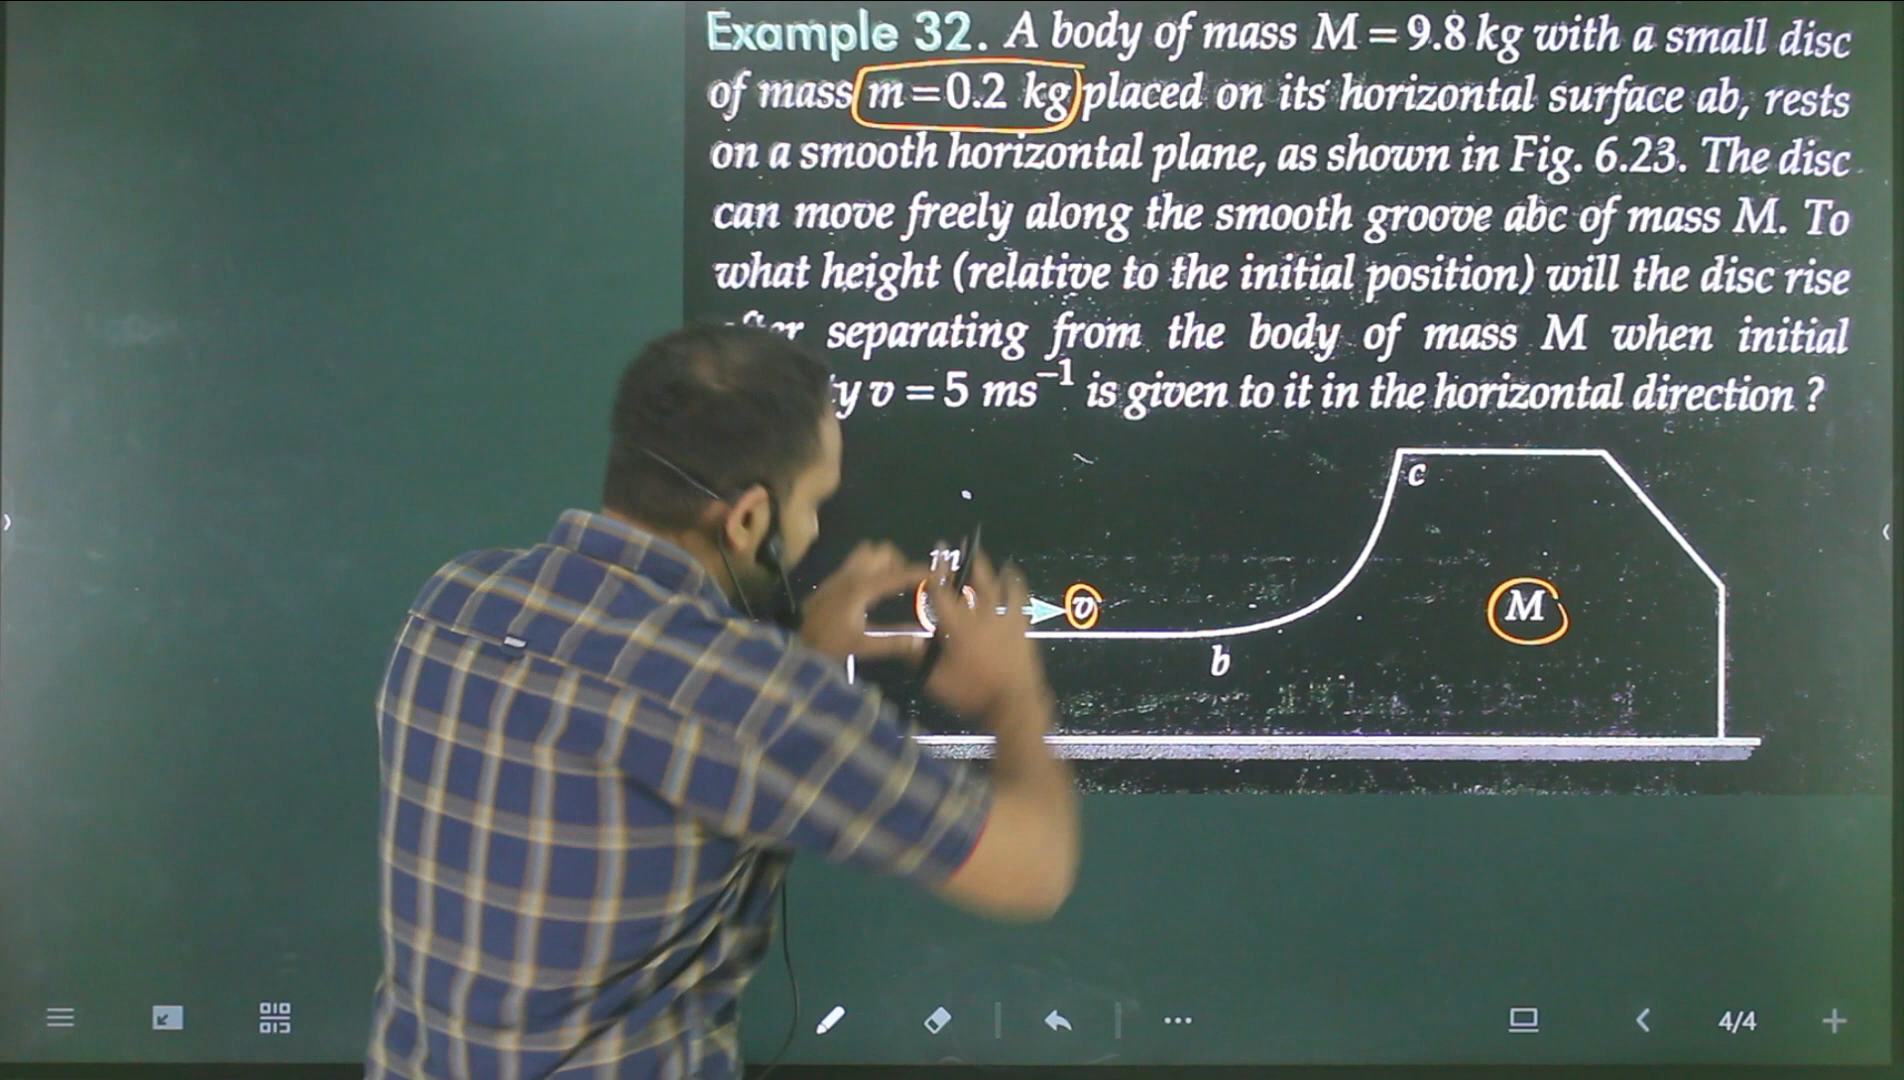 Example 32. A body of mass M = 9.8 kg with a small disc
of mass m = 0.2 kg placed on its horizontal surface ab, rests
on a smooth horizontal plane, as shown in Fig. 6.23. The disc
can move freely along the smooth groove abc of mass M. To
what height (relative to the initial position) will the disc rise
separating from the body of mass M when initial
y v = 5 ms⁻¹ is given to it in the horizontal direction ?
c
m
v
M
b
4/4